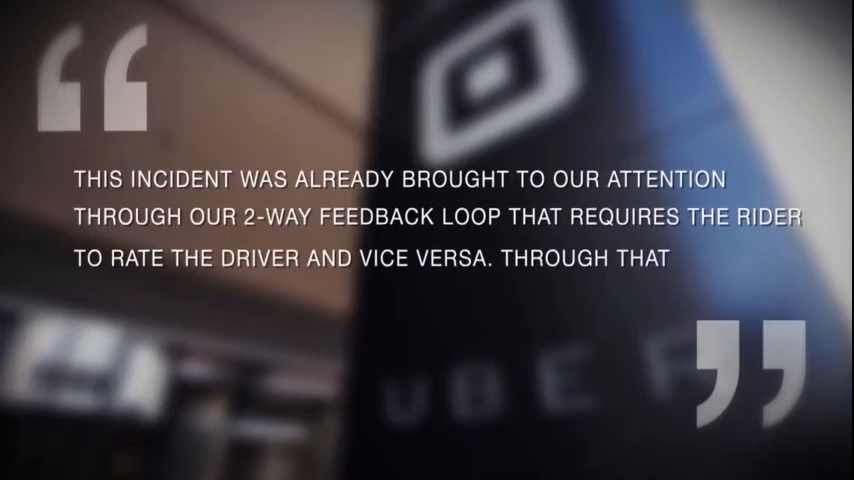 THIS INCIDENT WAS ALREADY BROUGHT TO OUR ATTENTION
THROUGH OUR 2-WAY FEEDBACK LOOP THAT REQUIRES THE RIDER
TO RATE THE DRIVER AND VICE VERSA. THROUGH THAT
UBER